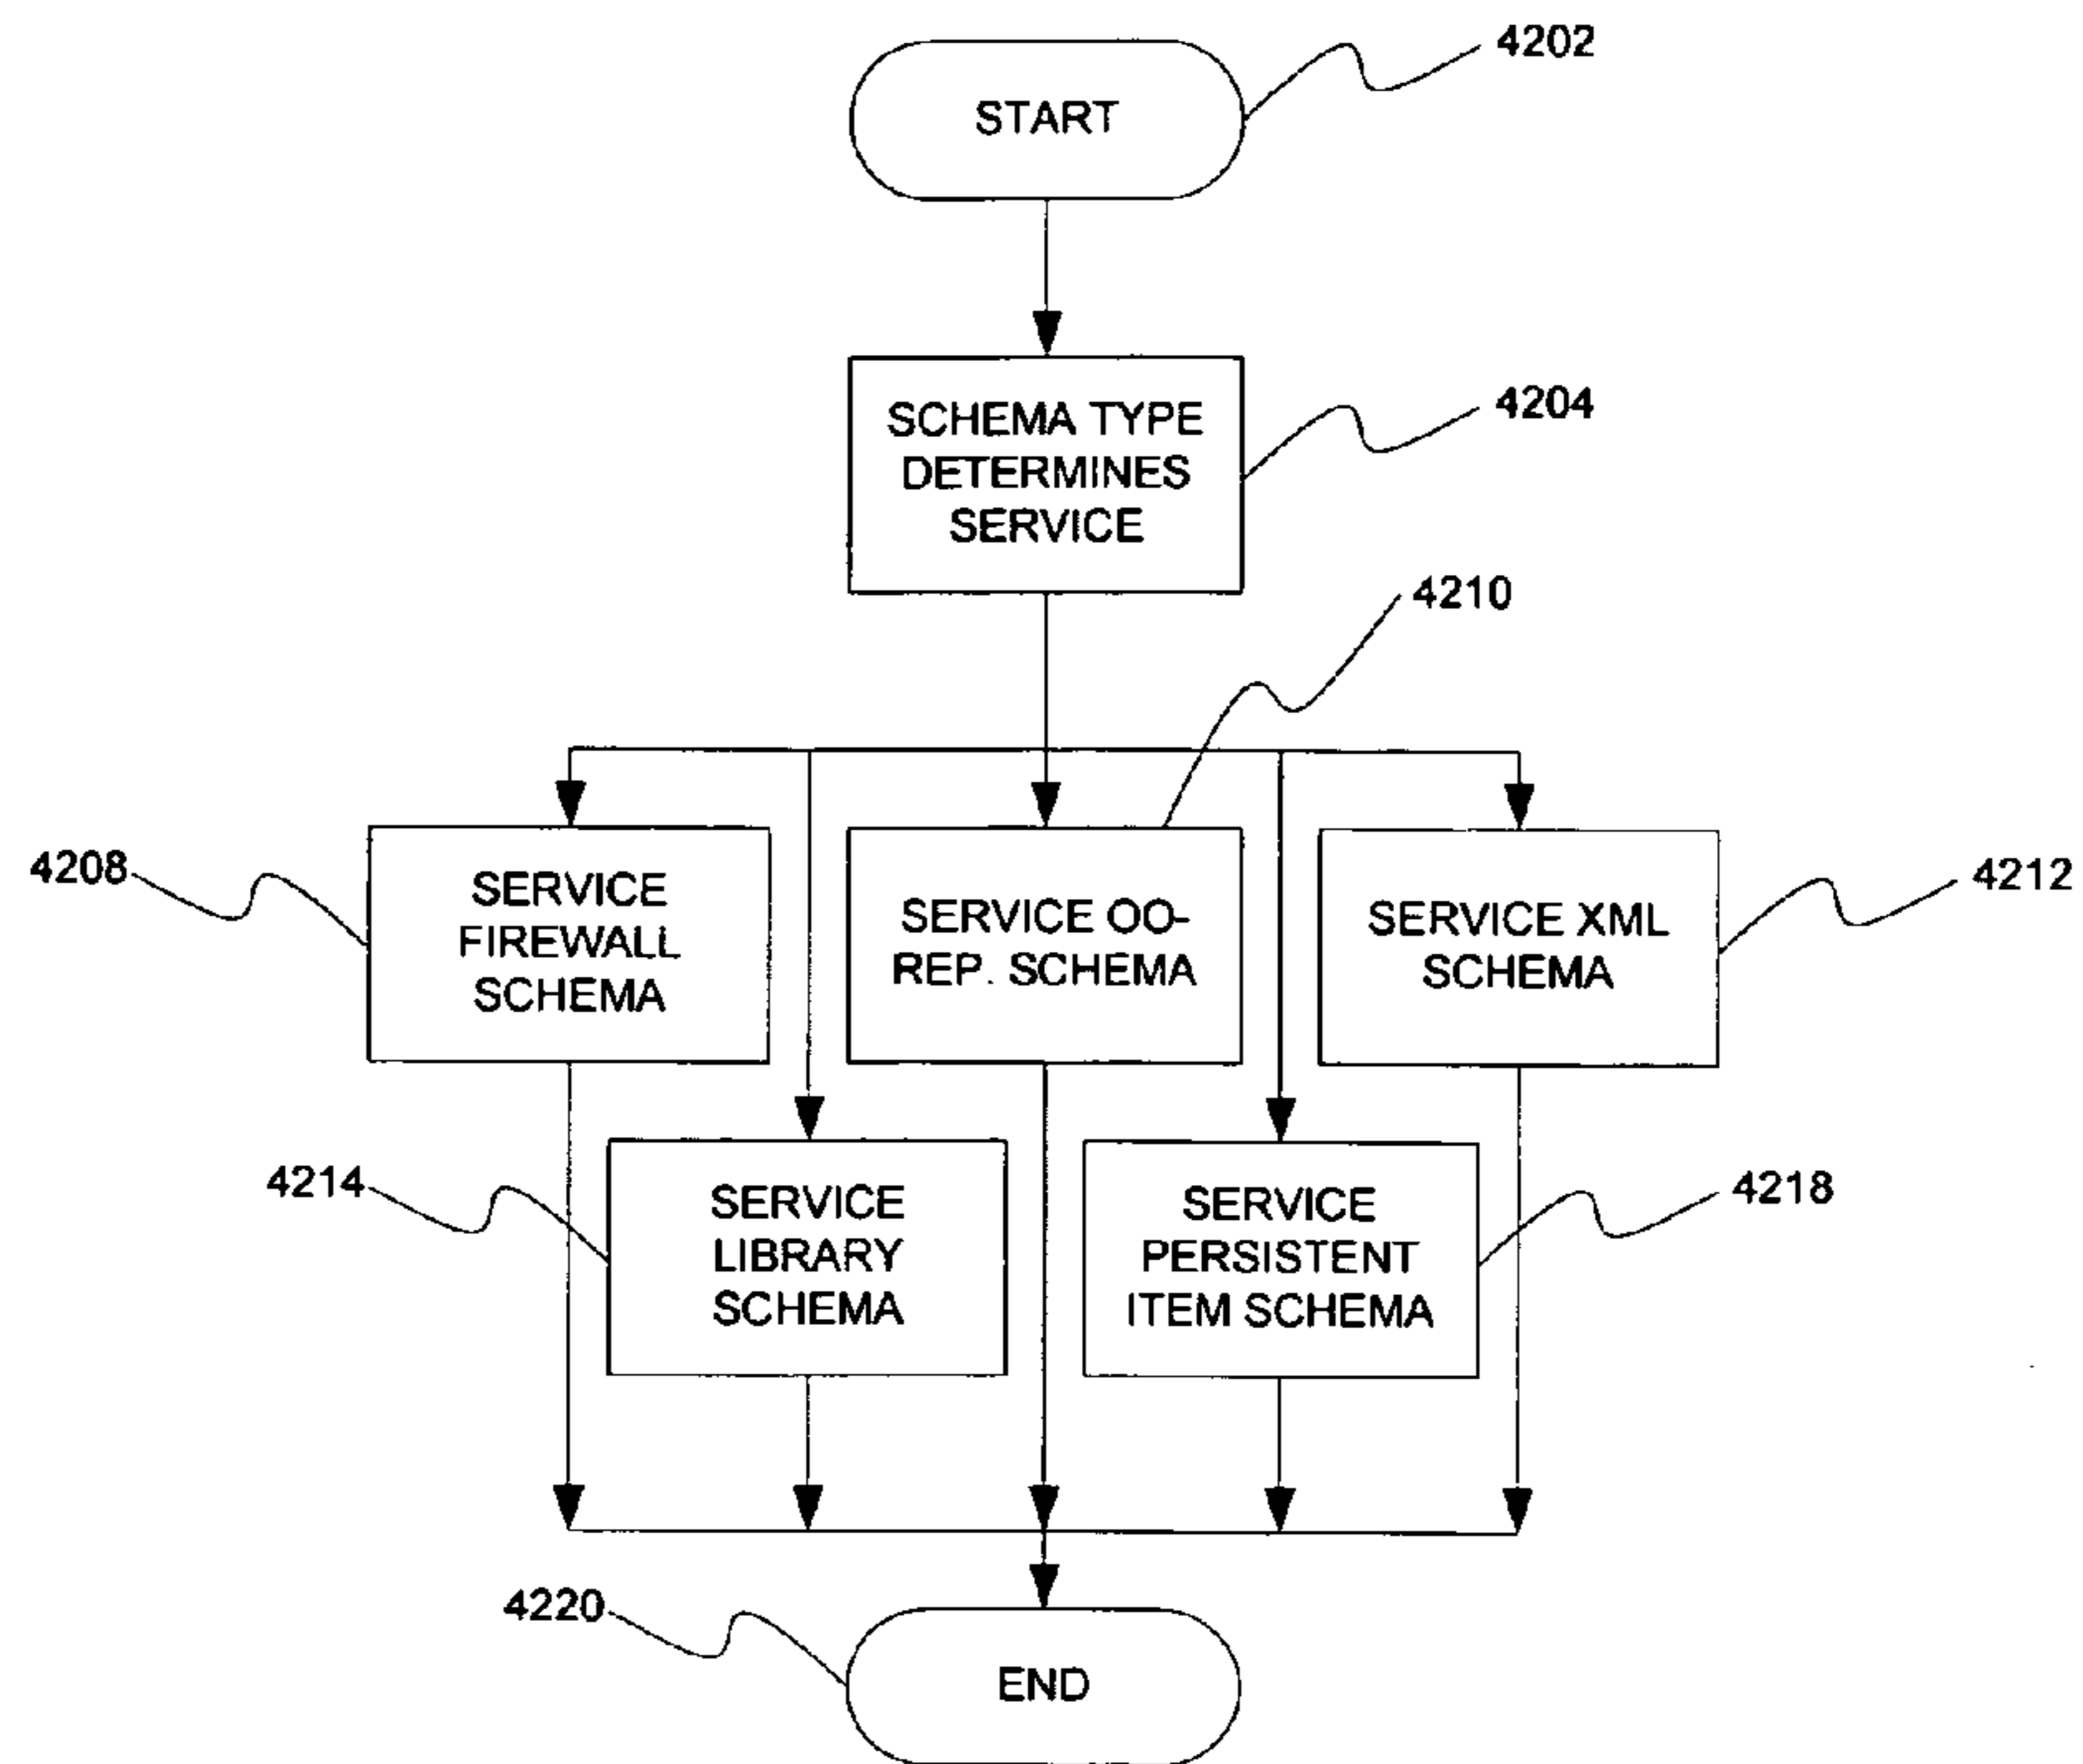 4202
START
4204
SCHEMA TYPE
DETERMINES
SERVICE
4210
4208
SERVICE
FIREWALL
SCHEMA
SERVICE OO-
REP. SCHEMA
SERVICE XML
SCHEMA
4212
4214
SERVICE
LIBRARY
SCHEMA
SERVICE
PERSISTENT
ITEM SCHEMA
4218
4220
END